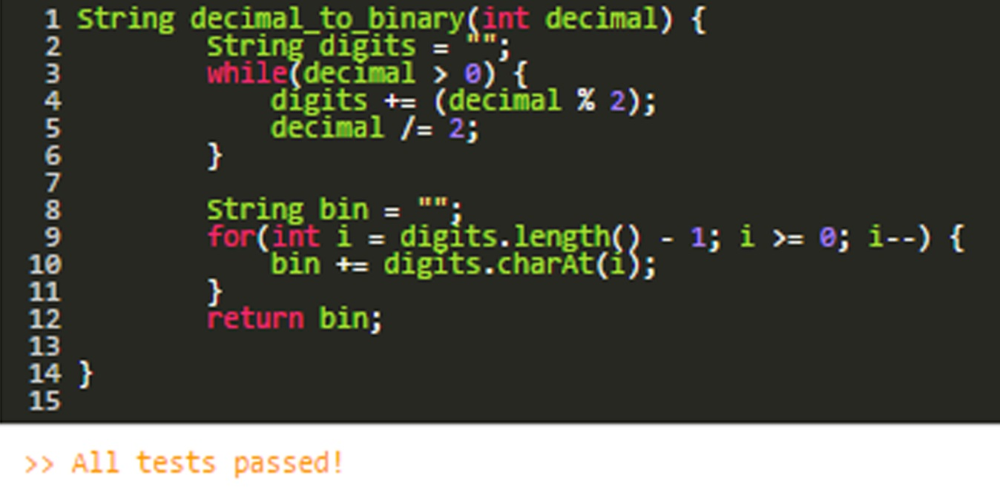 1 String decimal_to_binary(int decimal) {
2 String digits = "";
3 while(decimal > 0) {
4 digits += (decimal % 2);
5 decimal /= 2;
6 }
7
8 String bin = "";
9 for(int i = digits.length() - 1; i >= 0; i--) {
10 bin += digits.charAt(i);
11 }
12 return bin;
13
14 }
15
>> All tests passed!